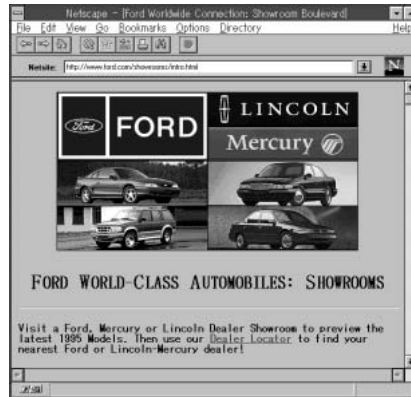 Netscape - [Ford Worldwide Connection: Showroom Boulevard]
File Edit View Go Bookmarks Options Directory Help
Netsite: http://www.ford.com/showrooms/intro.html
N
Ford FORD
LINCOLN
Mercury
FORD WORLD-CLASS AUTOMOBILES: SHOWROOMS
Visit a Ford, Mercury or Lincoln Dealer Showroom to preview the
latest 1995 Models. Then use our Dealer Locator to find your
nearest Ford or Lincoln-Mercury dealer!